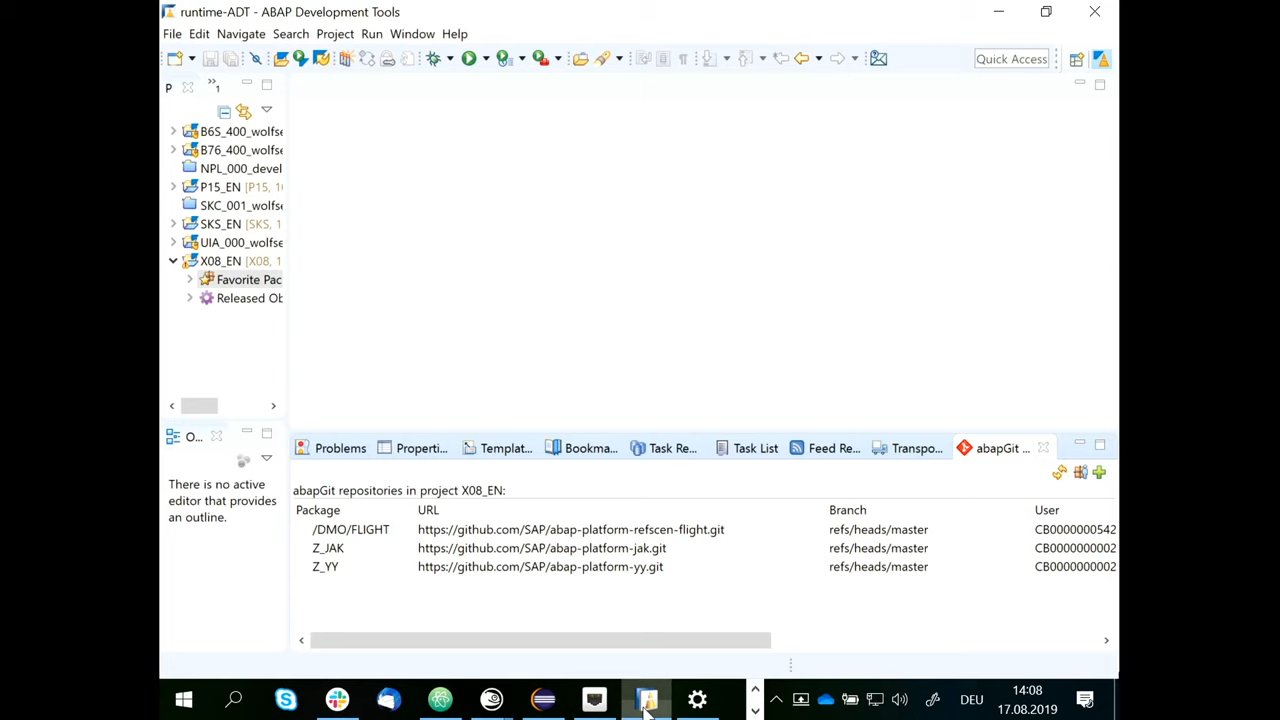 runtime-ADT - ABAP Development Tools
File Edit Navigate Search Project Run Window Help
Quick Access
P
1
B6S_400_wolfse
B76_400_wolfse
NPL_000_devel
P15_EN [P15, 10
SKC_001_wolfse
SKS_EN [SKS, 1
UIA_000_wolfse
X08_EN [X08, 1
Favorite Pac
Released Ob
O...
There is no active
editor that provides
an outline.
Problems Properti... Templat... Bookma... Task Re... Task List Feed Re... Transpo... abapGit ...
abapGit repositories in project X08_EN:
Package URL Branch User
/DMO/FLIGHT https://github.com/SAP/abap-platform-refscen-flight.git refs/heads/master CB0000000542
Z_JAK https://github.com/SAP/abap-platform-jak.git refs/heads/master CB0000000002
Z_YY https://github.com/SAP/abap-platform-yy.git refs/heads/master CB0000000002
DEU
14:08
17.08.2019